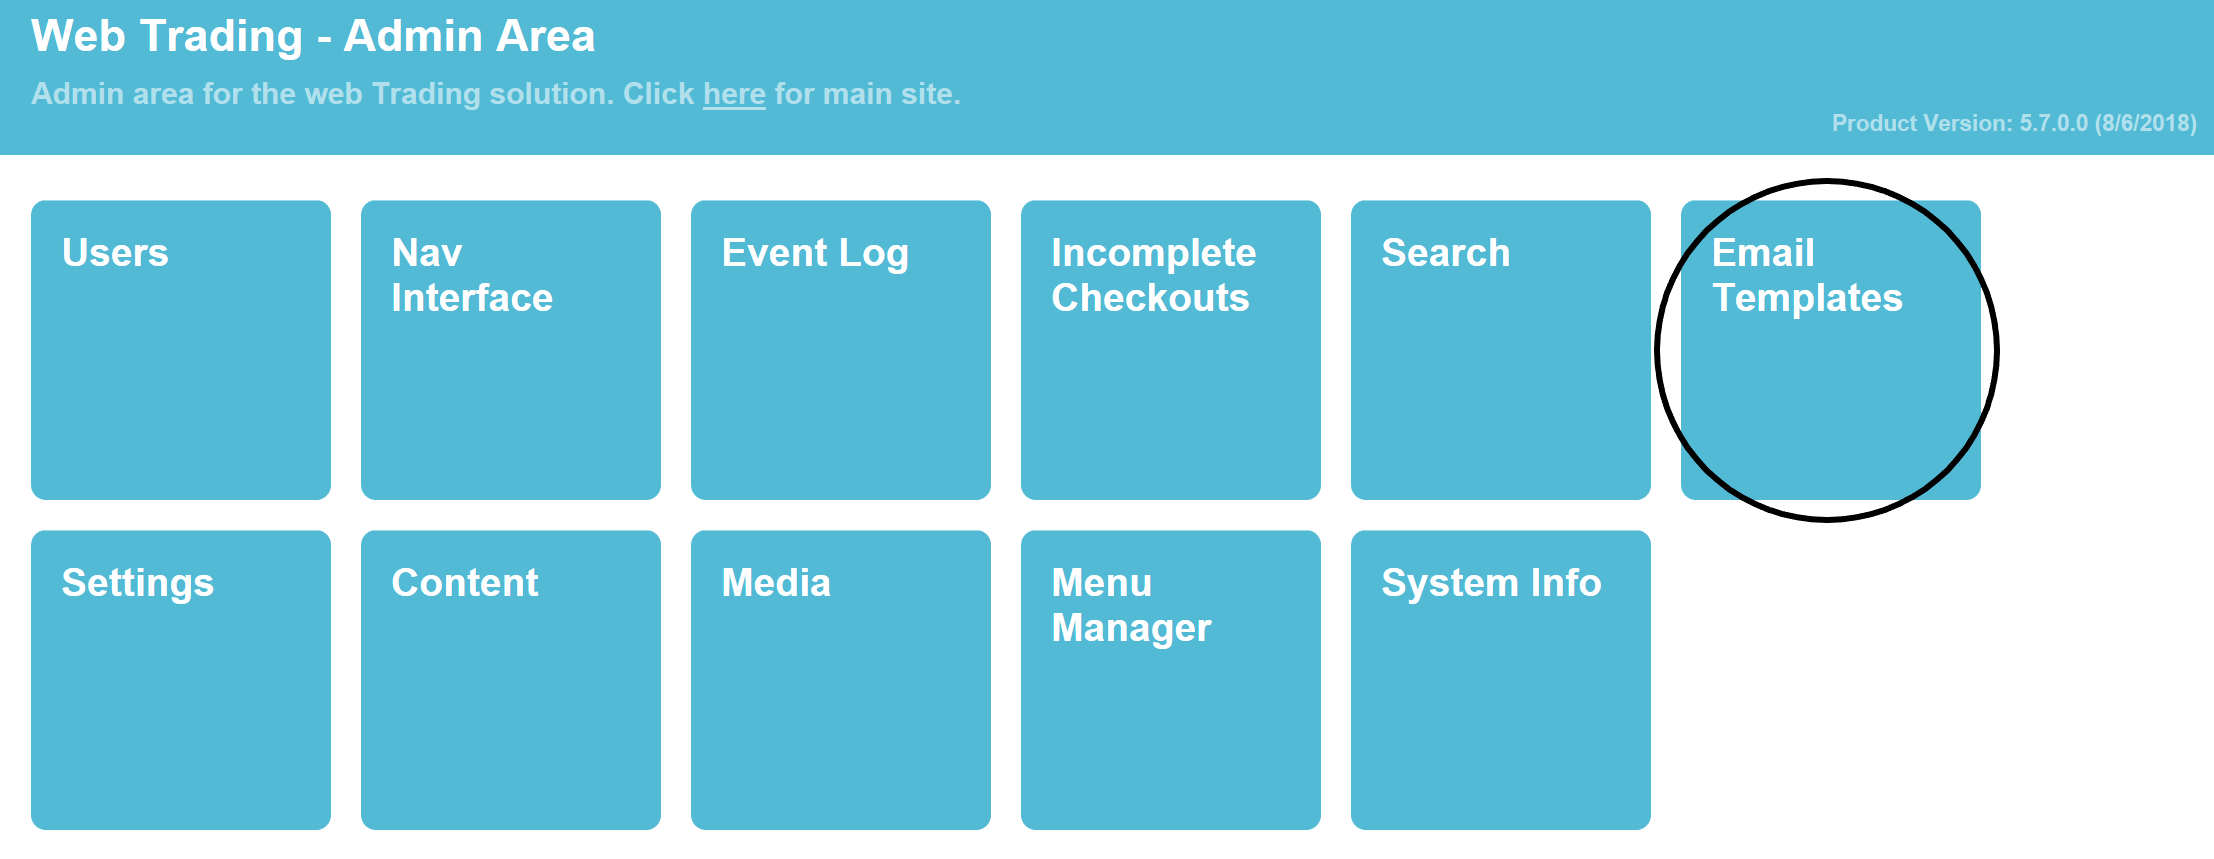 Web Trading - Admin Area
Admin area for the web Trading solution. Click here for main site.
Product Version: 5.7.0.0 (8/6/2018)
Users
Nav
Interface
Event Log
Incomplete
Checkouts
Search
Email
Templates
Settings
Content
Media
Menu
Manager
System Info